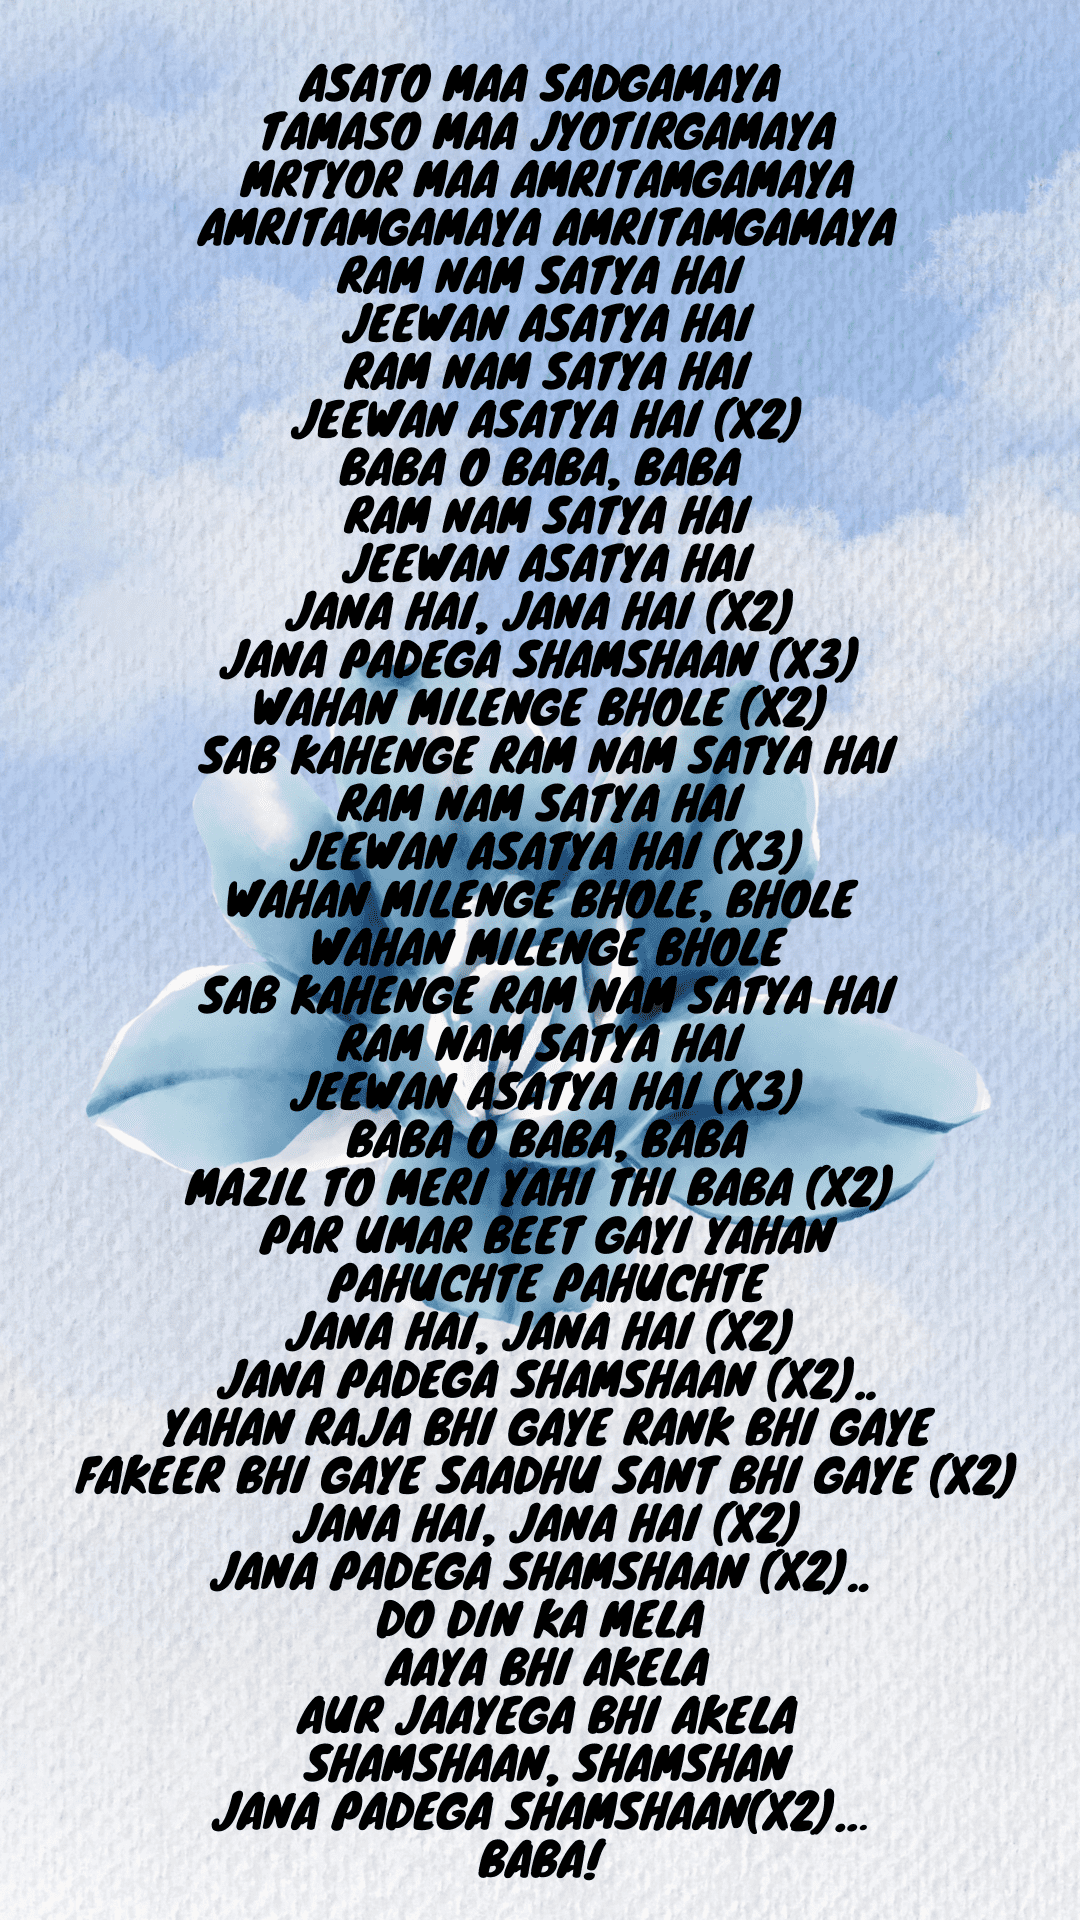 ASATO MAA SADGAMAYA
TAMASO MAA JYOTIRGAMAYA
MRTYOR MAA AMRITAMGAMAYA
AMRITAMGAMAYA AMRITAMGAMAYA
RAM NAM SATYA HAI
JEEWAN ASATYA HAI
RAM NAM SATYA HAI
JEEWAN ASATYA HAI (X2)
BABA O BABA, BABA
RAM NAM SATYA HAI
JEEWAN ASATYA HAI
JANA HAI, JANA HAI (X2)
JANA PADEGA SHAMSHAAN (X3)
WAHAN MILENGE BHOLE (X2)
SAB KAHENGE RAM NAM SATYA HAI
RAM NAM SATYA HAI
JEEWAN ASATYA HAI (X3)
WAHAN MILENGE BHOLE, BHOLE
WAHAN MILENGE BHOLE
SAB KAHENGE RAM NAM SATYA HAI
RAM NAM SATYA HAI
JEEWAN ASATYA HAI (X3)
BABA O BABA, BABA
MAZIL TO MERI YAHI THI BABA (X2)
PAR UMAR BEET GAYI YAHAN
PAHUCHTE PAHUCHTE
JANA HAI, JANA HAI (X2)
JANA PADEGA SHAMSHAAN (X2)..
YAHAN RAJA BHI GAYE RANK BHI GAYE
FAKEER BHI GAYE SAADHU SANT BHI GAYE (X2)
JANA HAI, JANA HAI (X2)
JANA PADEGA SHAMSHAAN (X2)..
DO DIN KA MELA
AAYA BHI AKELA
AUR JAAYEGA BHI AKELA
SHAMSHAAN, SHAMSHAN
JANA PADEGA SHAMSHAAN(X2)...
BABA!